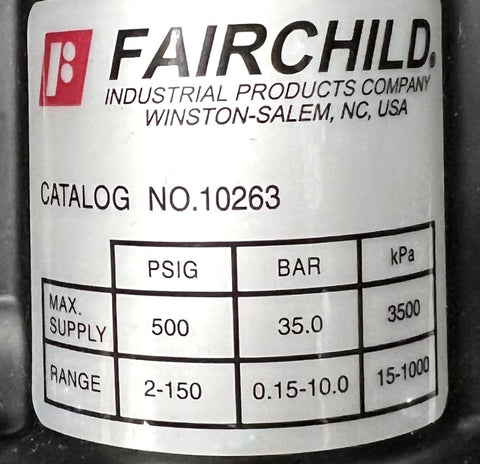 FAIRCHILD®
INDUSTRIAL PRODUCTS COMPANY
WINSTON-SALEM, NC, USA
CATALOG NO.10263
PSIG BAR kPa
MAX. SUPPLY 500 35.0 3500
RANGE 2-150 0.15-10.0 15-1000